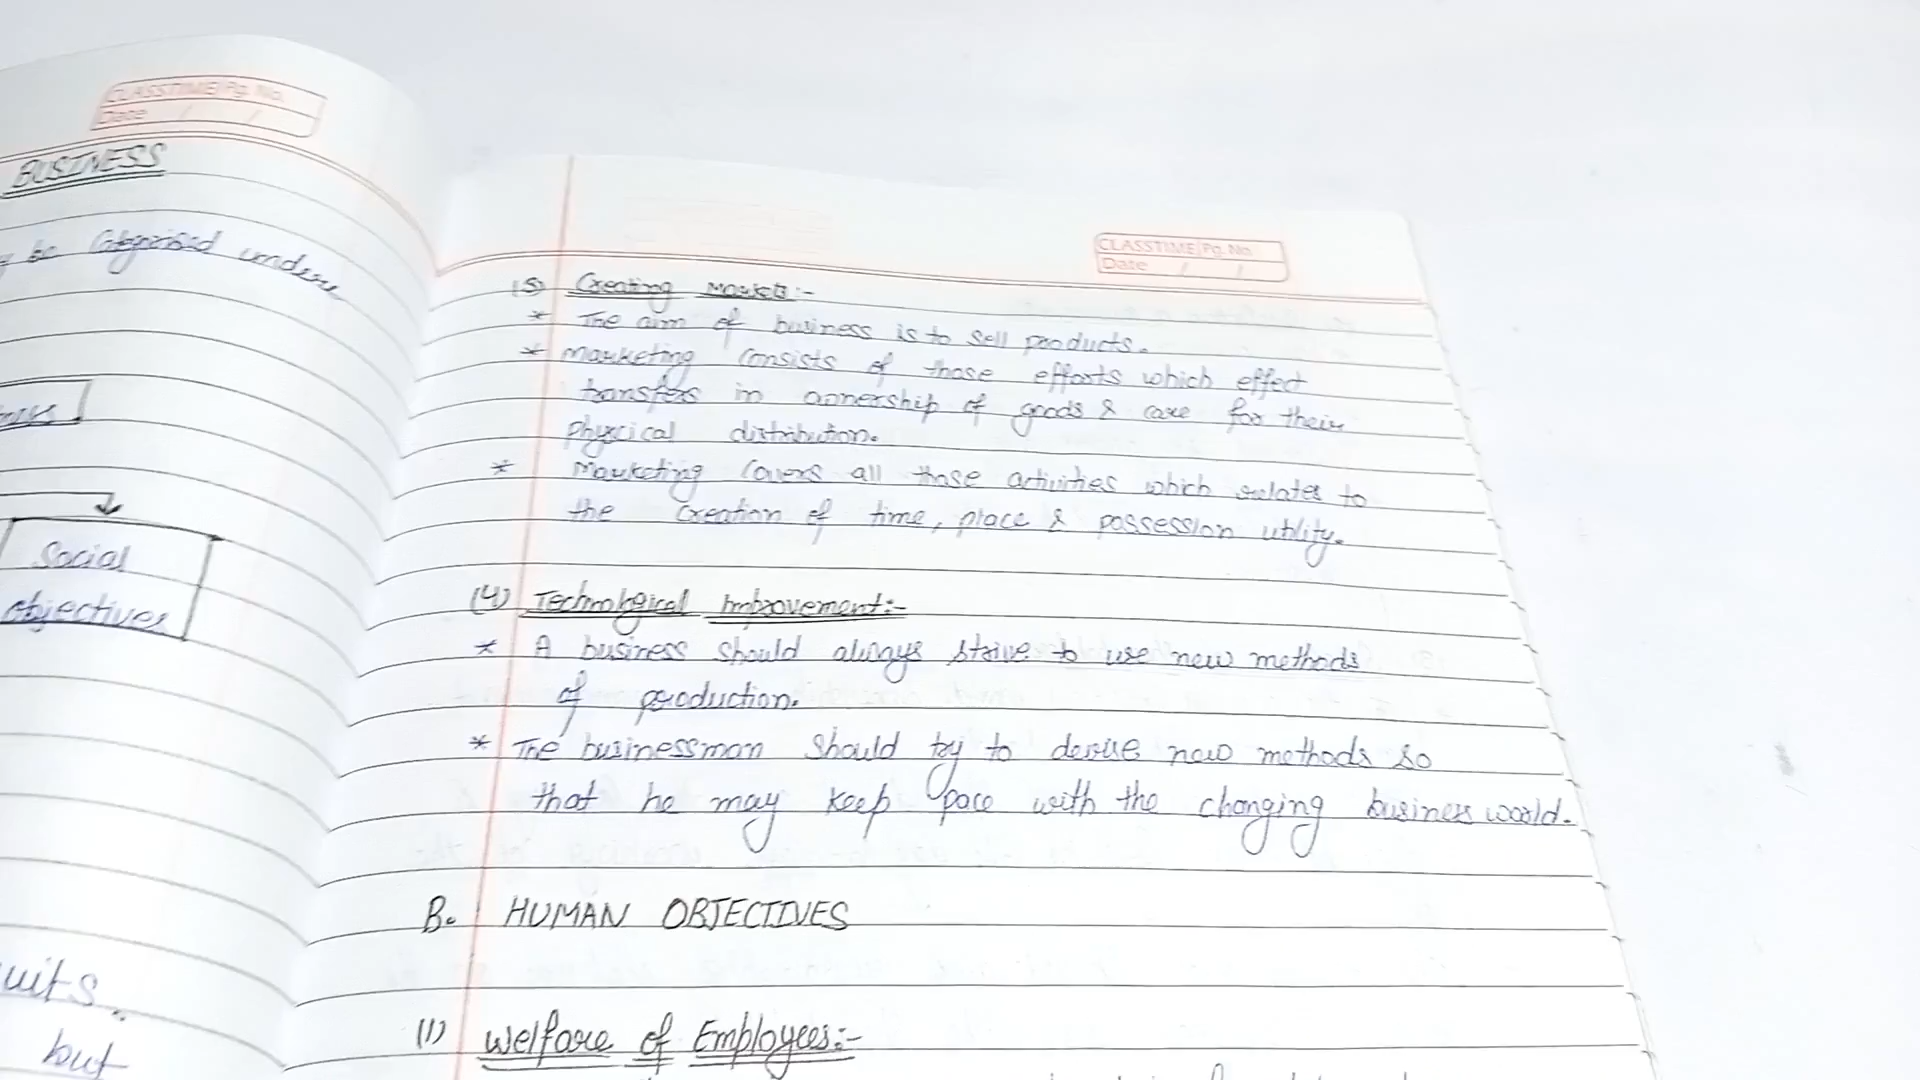 CLASSTIME Pg. No.
Date / /
BUSINESS
be Categorised under
Social
objectives
but
CLASSTIME Pg. No.
Date / /
(5) Creating Markets:-
* The aim of business is to sell products.
* Marketing consists of those efforts which effect
transfers in ownership of goods & care for their
physical distribution.
* Marketing covers all those activities which relates to
the creation of time, place & possession utility.
(4) Technological Improvement:-
* A business should always strive to use new methods
of production.
* The businessman should try to devise new methods so
that he may keep pace with the changing business world.
B. HUMAN OBJECTIVES
(1) Welfare of Employees:-